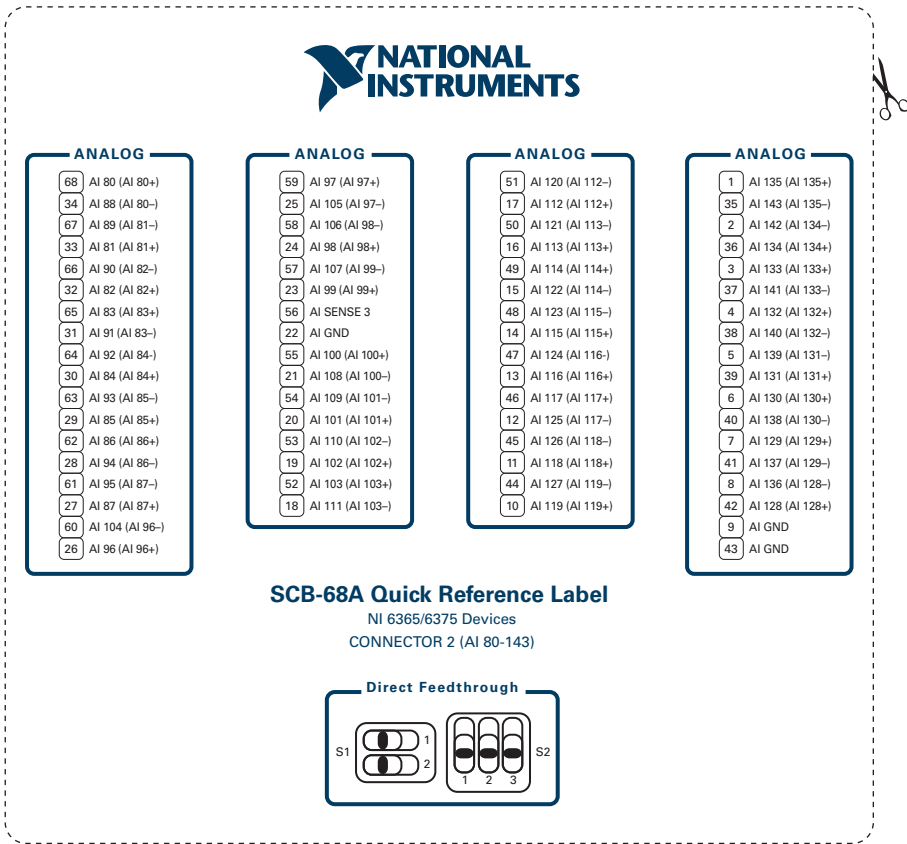 NATIONAL
INSTRUMENTS
ANALOG
68 AI 80 (AI 80+)
34 AI 88 (AI 80–)
67 AI 89 (AI 81–)
33 AI 81 (AI 81+)
66 AI 90 (AI 82–)
32 AI 82 (AI 82+)
65 AI 83 (AI 83+)
31 AI 91 (AI 83–)
64 AI 92 (AI 84-)
30 AI 84 (AI 84+)
63 AI 93 (AI 85–)
29 AI 85 (AI 85+)
62 AI 86 (AI 86+)
28 AI 94 (AI 86–)
61 AI 95 (AI 87–)
27 AI 87 (AI 87+)
60 AI 104 (AI 96–)
26 AI 96 (AI 96+)
ANALOG
59 AI 97 (AI 97+)
25 AI 105 (AI 97–)
58 AI 106 (AI 98–)
24 AI 98 (AI 98+)
57 AI 107 (AI 99–)
23 AI 99 (AI 99+)
56 AI SENSE 3
22 AI GND
55 AI 100 (AI 100+)
21 AI 108 (AI 100–)
54 AI 109 (AI 101–)
20 AI 101 (AI 101+)
53 AI 110 (AI 102–)
19 AI 102 (AI 102+)
52 AI 103 (AI 103+)
18 AI 111 (AI 103–)
ANALOG
51 AI 120 (AI 112–)
17 AI 112 (AI 112+)
50 AI 121 (AI 113–)
16 AI 113 (AI 113+)
49 AI 114 (AI 114+)
15 AI 122 (AI 114–)
48 AI 123 (AI 115–)
14 AI 115 (AI 115+)
47 AI 124 (AI 116-)
13 AI 116 (AI 116+)
46 AI 117 (AI 117+)
12 AI 125 (AI 117–)
45 AI 126 (AI 118–)
11 AI 118 (AI 118+)
44 AI 127 (AI 119–)
10 AI 119 (AI 119+)
ANALOG
1 AI 135 (AI 135+)
35 AI 143 (AI 135–)
2 AI 142 (AI 134–)
36 AI 134 (AI 134+)
3 AI 133 (AI 133+)
37 AI 141 (AI 133–)
4 AI 132 (AI 132+)
38 AI 140 (AI 132–)
5 AI 139 (AI 131–)
39 AI 131 (AI 131+)
6 AI 130 (AI 130+)
40 AI 138 (AI 130–)
7 AI 129 (AI 129+)
41 AI 137 (AI 129–)
8 AI 136 (AI 128–)
42 AI 128 (AI 128+)
9 AI GND
43 AI GND
SCB-68A Quick Reference Label
NI 6365/6375 Devices
CONNECTOR 2 (AI 80-143)
Direct Feedthrough
S1
1
2
1 2 3
S2